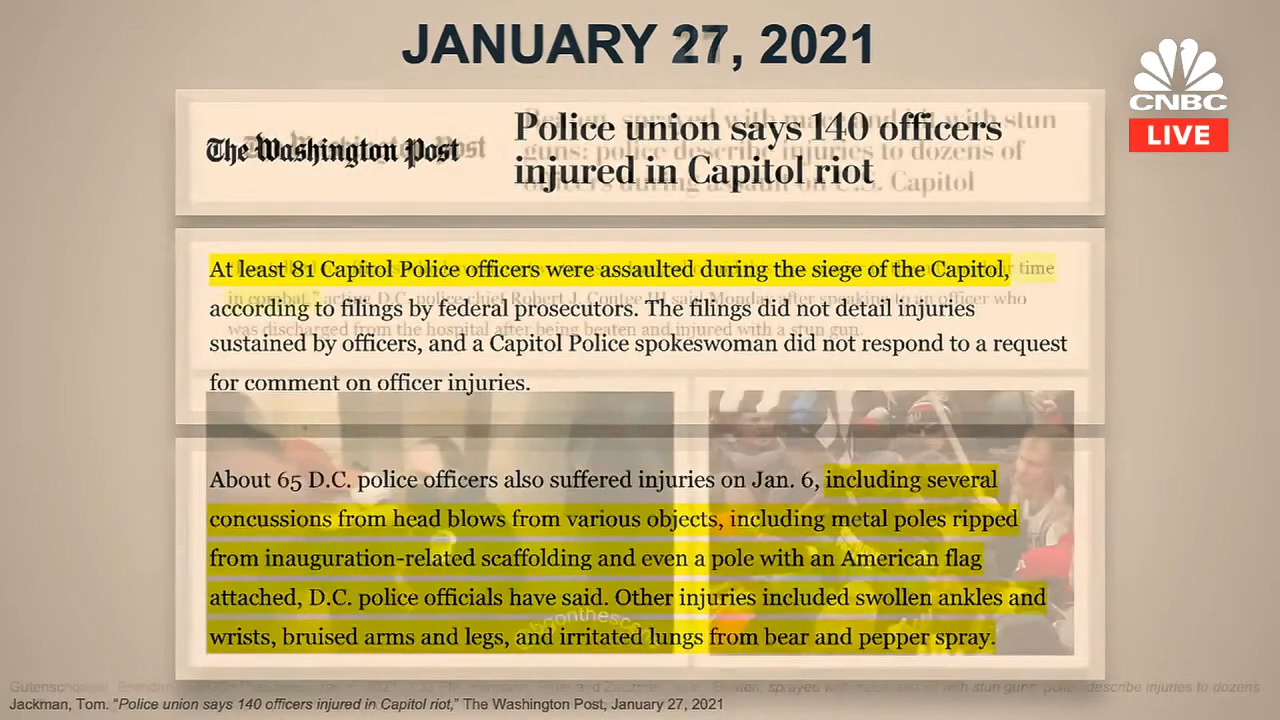 JANUARY 27, 2021
CNBC
LIVE
The Washington Post
Police union says 140 officers
injured in Capitol riot
At least 81 Capitol Police officers were assaulted during the siege of the Capitol,
according to filings by federal prosecutors. The filings did not detail injuries
sustained by officers, and a Capitol Police spokeswoman did not respond to a request
for comment on officer injuries.
About 65 D.C. police officers also suffered injuries on Jan. 6, including several
concussions from head blows from various objects, including metal poles ripped
from inauguration-related scaffolding and even a pole with an American flag
attached, D.C. police officials have said. Other injuries included swollen ankles and
wrists, bruised arms and legs, and irritated lungs from bear and pepper spray.
Jackman, Tom. “Police union says 140 officers injured in Capitol riot,” The Washington Post, January 27, 2021